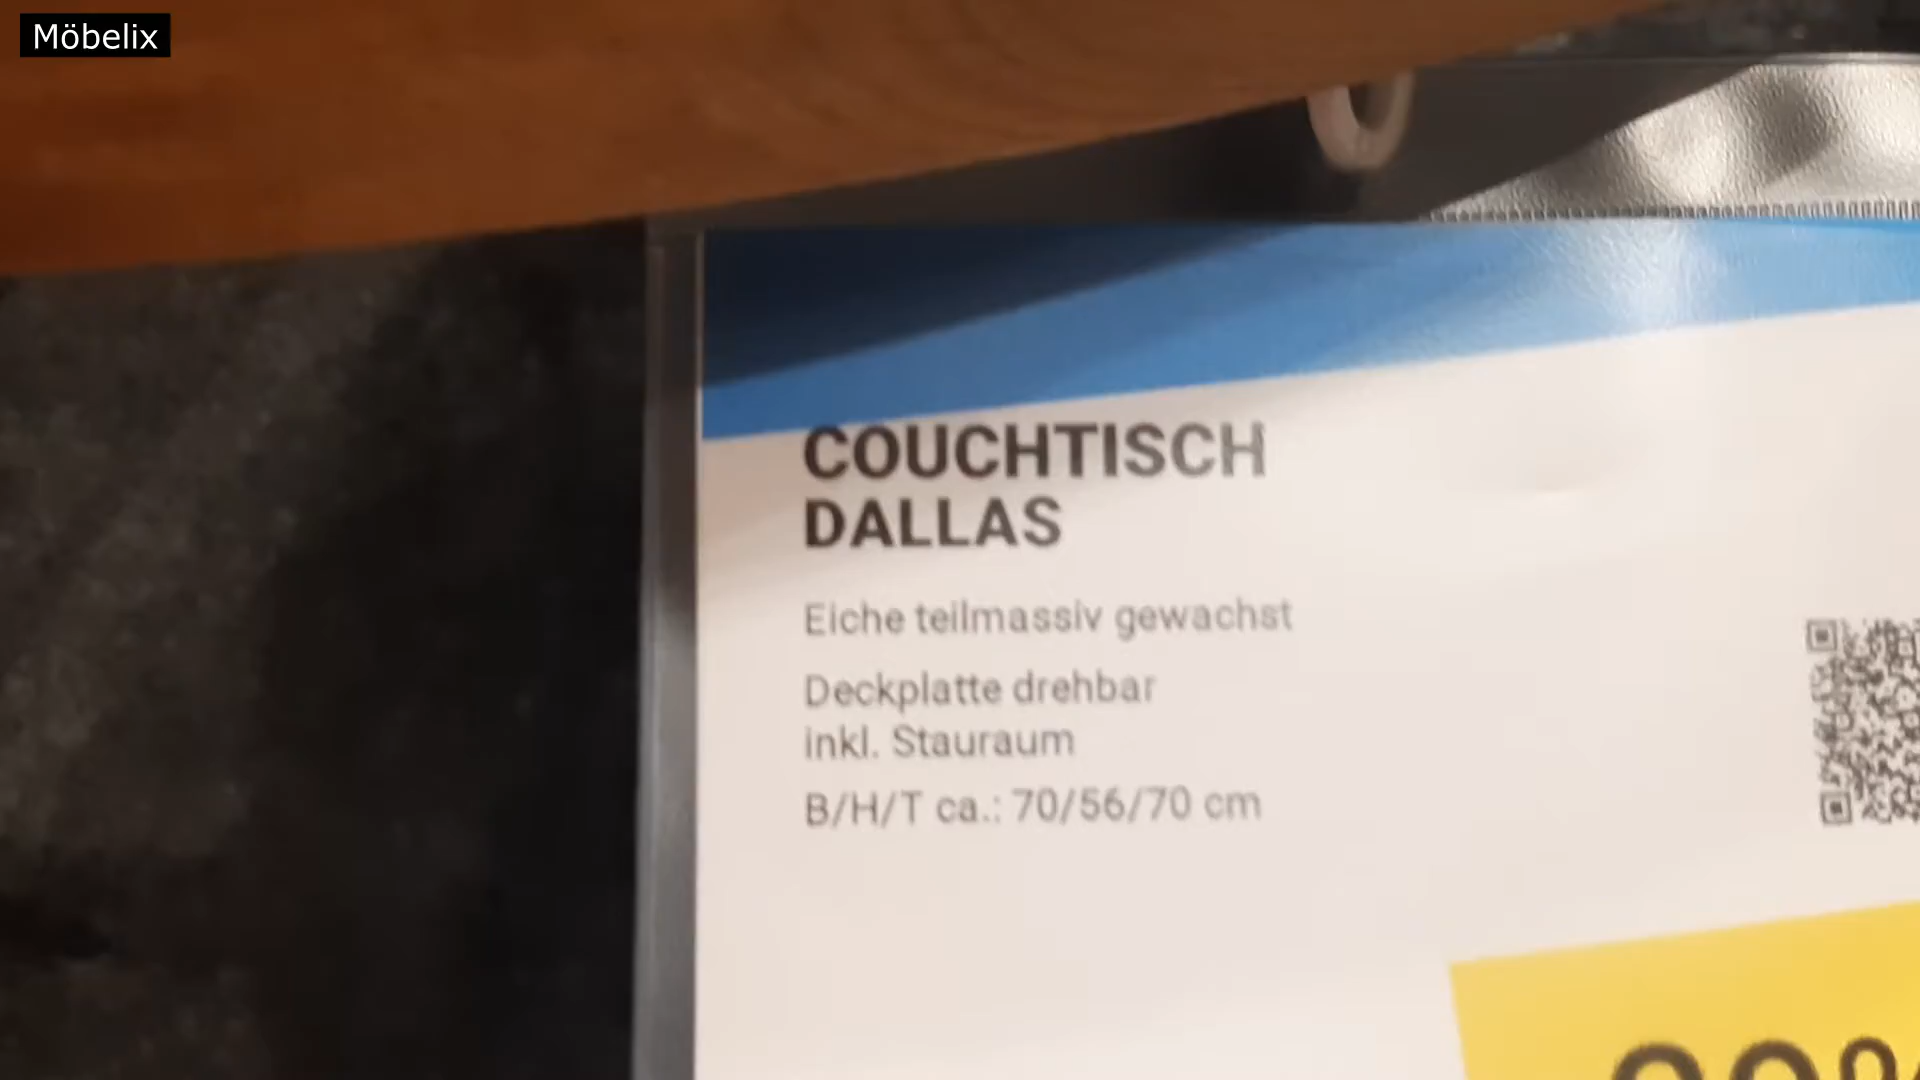 Möbelix
COUCHTISCH
DALLAS
Eiche teilmassiv gewachst
Deckplatte drehbar
inkl. Stauraum
B/H/T ca.: 70/56/70 cm